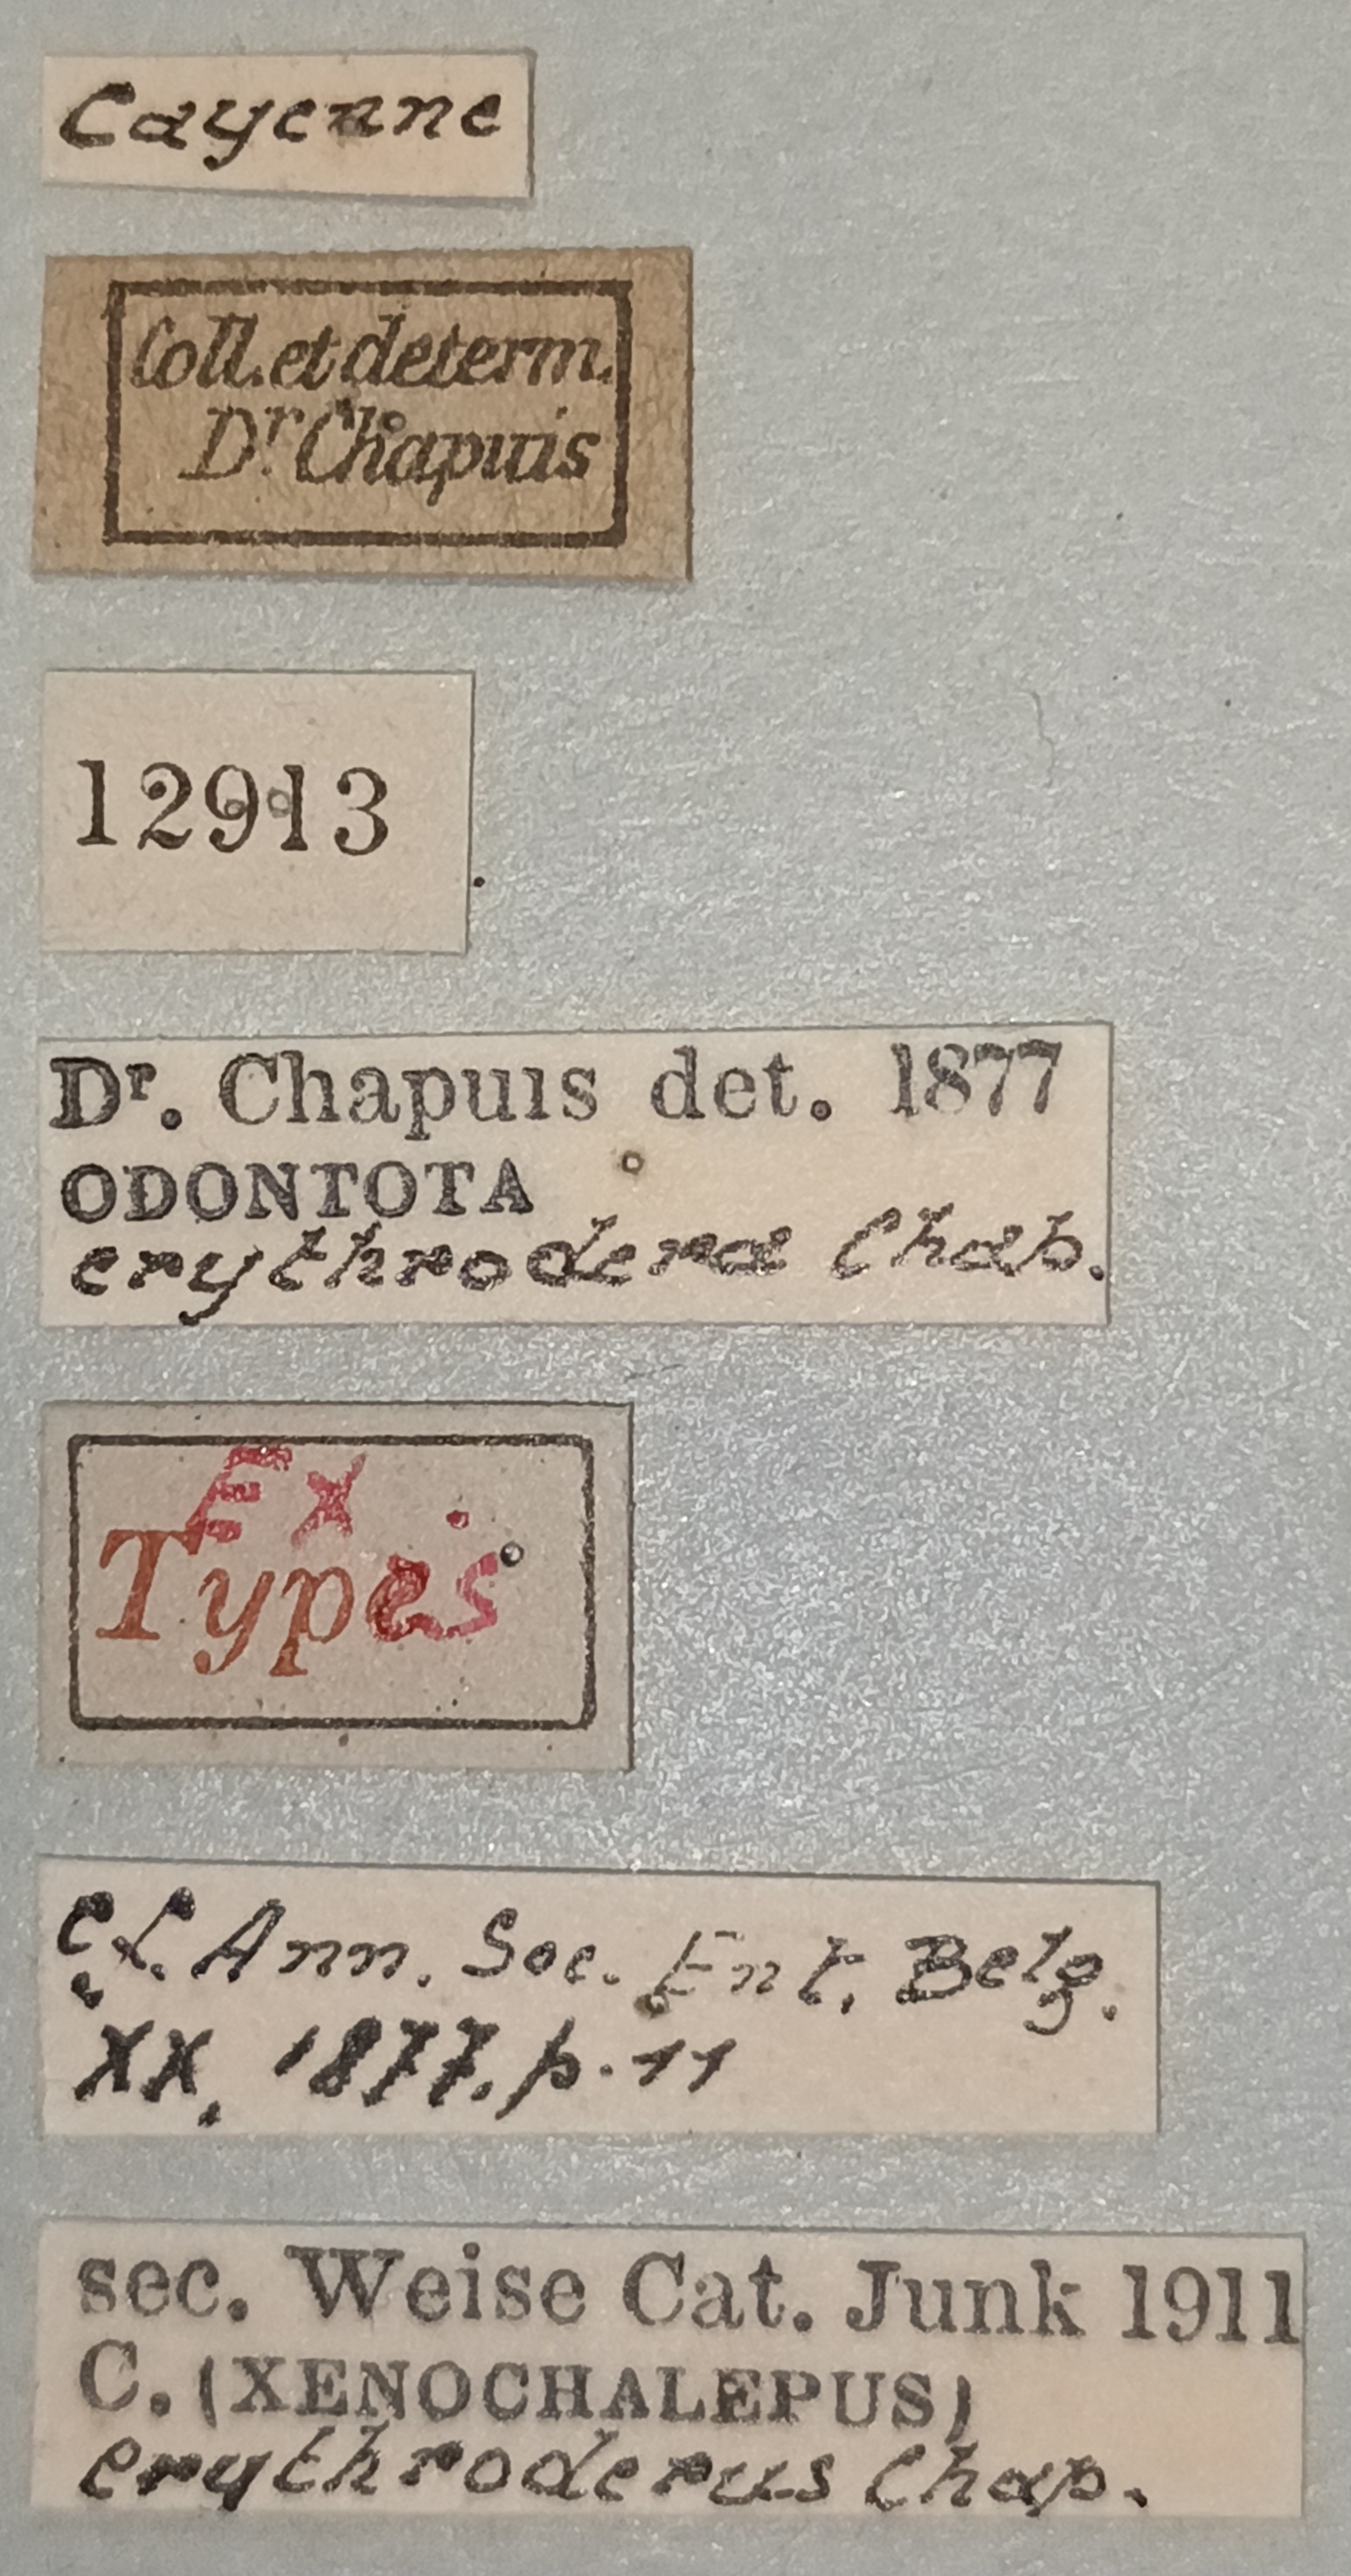 Cayenne
Coll. et determ.
Dr. Chapuis
12913
Dr. Chapuis det. 1877
ODONTOTA
erythrodera Chap.
Ex.
Types
cf. Ann. Soc. Ent. Belg.
XX, 1877. p. 11
sec. Weise Cat. Junk 1911
C. (XENOCHALEPUS)
erythroderus Chap.